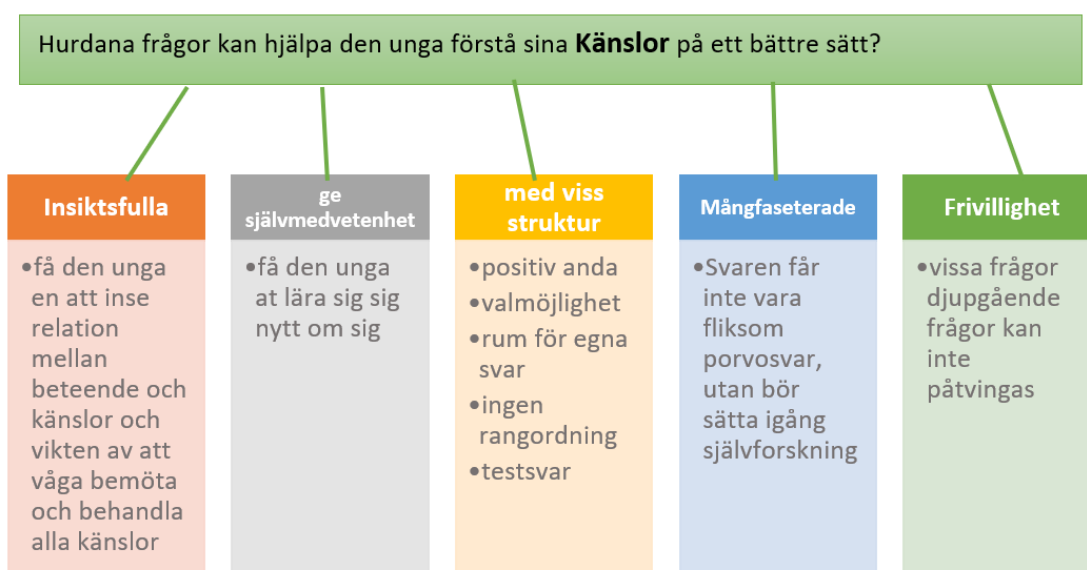 Hurdana frågor kan hjälpa den unga förstå sina Känslor på ett bättre sätt?
Insiktsfulla
•få den unga
en att inse
relation
mellan
beteende och
känslor och
vikten av att
våga bemöta
och behandla
alla känslor
ge
självmedvetenhet
•få den unga
at lära sig sig
nytt om sig
med viss
struktur
•positiv anda
•valmöjlighet
•rum för egna
svar
•ingen
rangordning
•testsvar
Mångfaseterade
•Svaren får
inte vara
fliksom
porvosvar,
utan bör
sätta igång
självforskning
Frivillighet
•vissa frågor
djupgående
frågor kan
inte
påtvingas